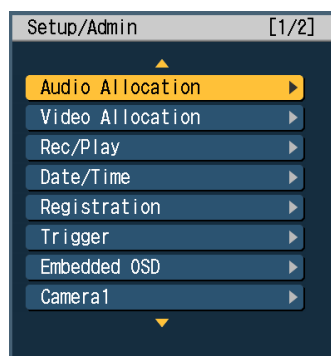 Setup/Admin [1/2]
Audio Allocation
Video Allocation
Rec/Play
Date/Time
Registration
Trigger
Embedded OSD
Camera1